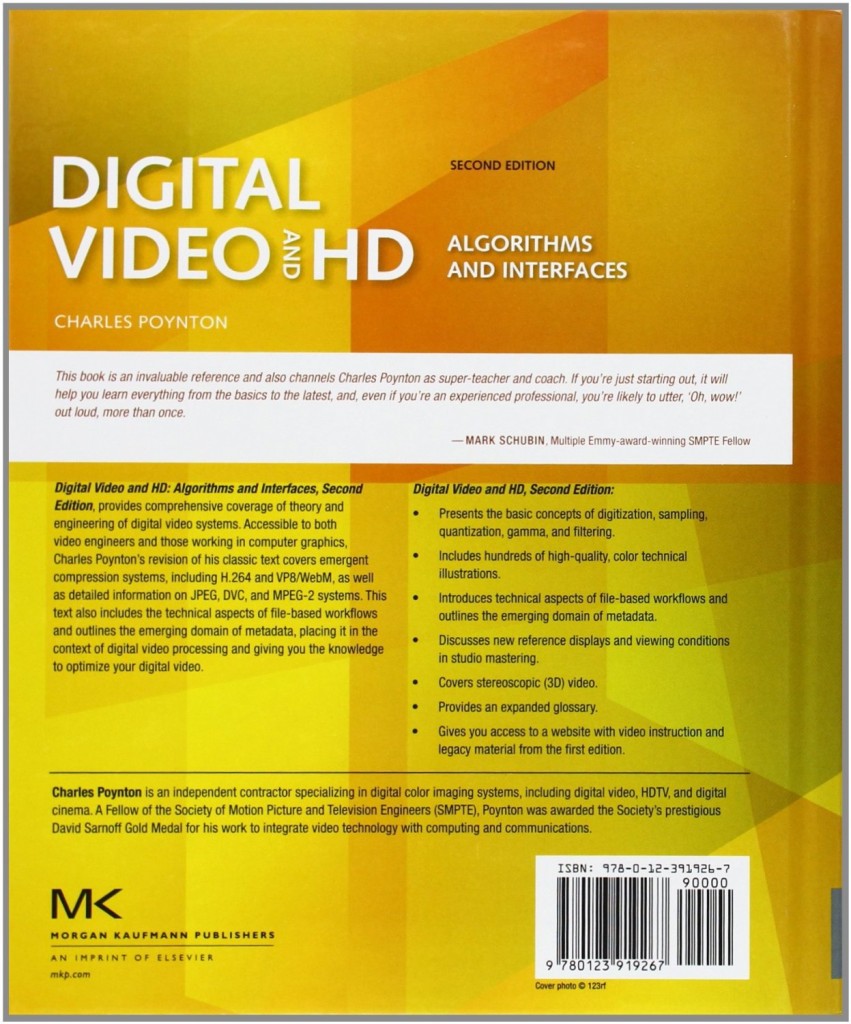 DIGITAL
VIDEO AND HD
SECOND EDITION
ALGORITHMS
AND INTERFACES
CHARLES POYNTON
This book is an invaluable reference and also channels Charles Poynton as super-teacher and coach. If you're just starting out, it will
help you learn everything from the basics to the latest, and, even if you're an experienced professional, you're likely to utter, 'Oh, wow!'
out loud, more than once.
— MARK SCHUBIN, Multiple Emmy-award-winning SMPTE Fellow
Digital Video and HD: Algorithms and Interfaces, Second
Edition, provides comprehensive coverage of theory and
engineering of digital video systems. Accessible to both
video engineers and those working in computer graphics,
Charles Poynton's revision of his classic text covers emergent
compression systems, including H.264 and VP8/WebM, as well
as detailed information on JPEG, DVC, and MPEG-2 systems. This
text also includes the technical aspects of file-based workflows
and outlines the emerging domain of metadata, placing it in the
context of digital video processing and giving you the knowledge
to optimize your digital video.
Digital Video and HD, Second Edition:
• Presents the basic concepts of digitization, sampling,
quantization, gamma, and filtering.
• Includes hundreds of high-quality, color technical
illustrations.
• Introduces technical aspects of file-based workflows and
outlines the emerging domain of metadata.
• Discusses new reference displays and viewing conditions
in studio mastering.
• Covers stereoscopic (3D) video.
• Provides an expanded glossary.
• Gives you access to a website with video instruction and
legacy material from the first edition.
Charles Poynton is an independent contractor specializing in digital color imaging systems, including digital video, HDTV, and digital
cinema. A Fellow of the Society of Motion Picture and Television Engineers (SMPTE), Poynton was awarded the Society's prestigious
David Sarnoff Gold Medal for his work to integrate video technology with computing and communications.
MK
MORGAN KAUFMANN PUBLISHERS
AN IMPRINT OF ELSEVIER
mkp.com
ISBN: 978-0-12-391926-7
90000
9 780123 919267
Cover photo © 123rf